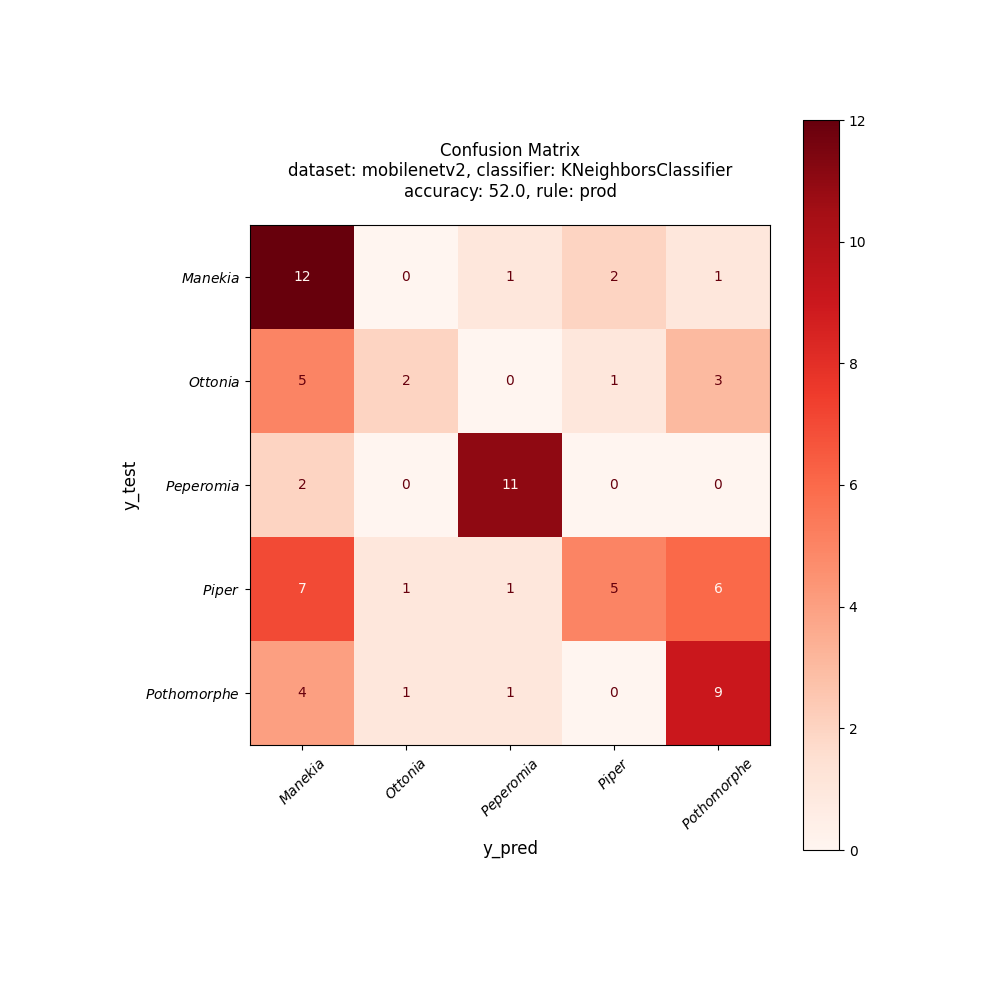 Confusion Matrix
dataset: mobilenetv2, classifier: KNeighborsClassifier
accuracy: 52.0, rule: prod
Manekia 12 0 1 2 1
Ottonia 5 2 0 1 3
Peperomia 2 0 11 0 0
Piper 7 1 1 5 6
Pothomorphe 4 1 1 0 9
Manekia Ottonia Peperomia Piper Pothomorphe
y_test
y_pred
12
10
8
6
4
2
0